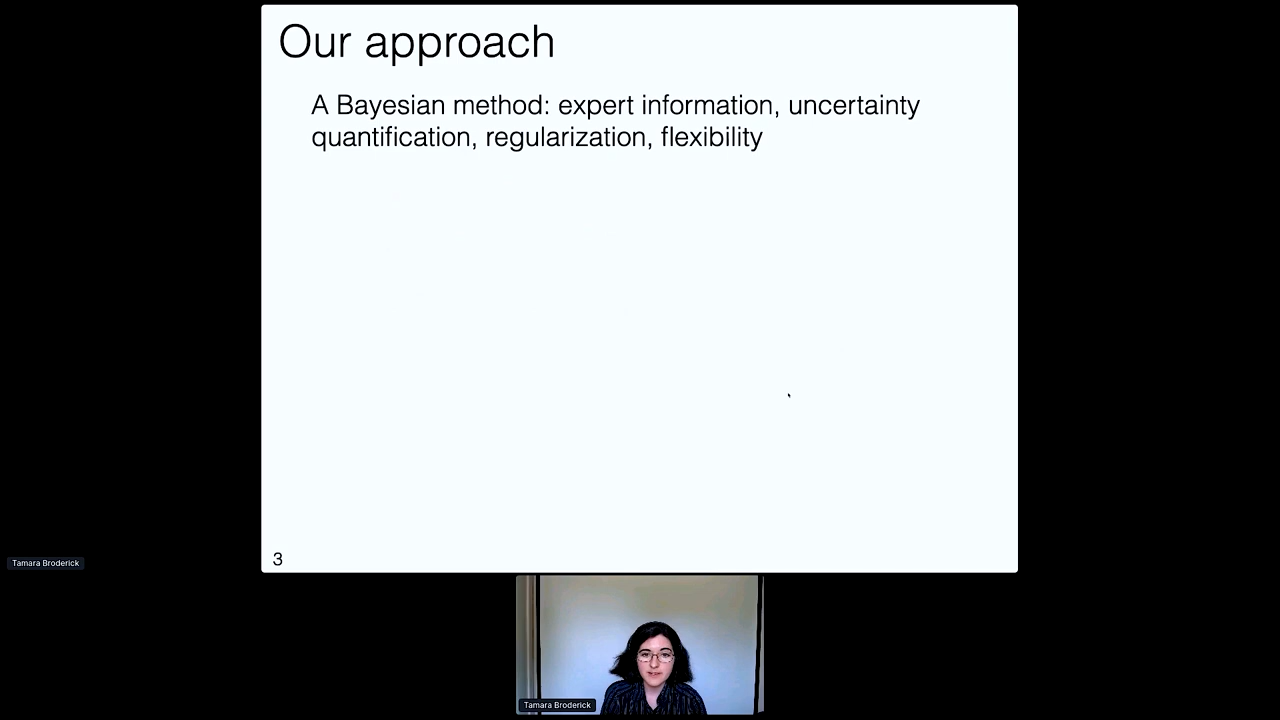 Our approach
A Bayesian method: expert information, uncertainty
quantification, regularization, flexibility
3
Tamara Broderick
Tamara Broderick